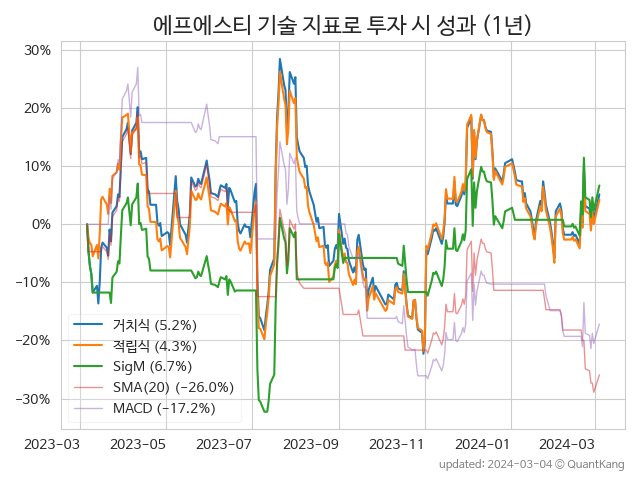 에프에스티 기술 지표로 투자 시 성과 (1년)
30%
20%
10%
0%
−10%
−20%
−30%
거치식 (5.2%)
적립식 (4.3%)
SigM (6.7%)
SMA(20) (−26.0%)
MACD (−17.2%)
2023-03 2023-05 2023-07 2023-09 2023-11 2024-01 2024-03
updated: 2024-03-04 ⓒ QuantKang